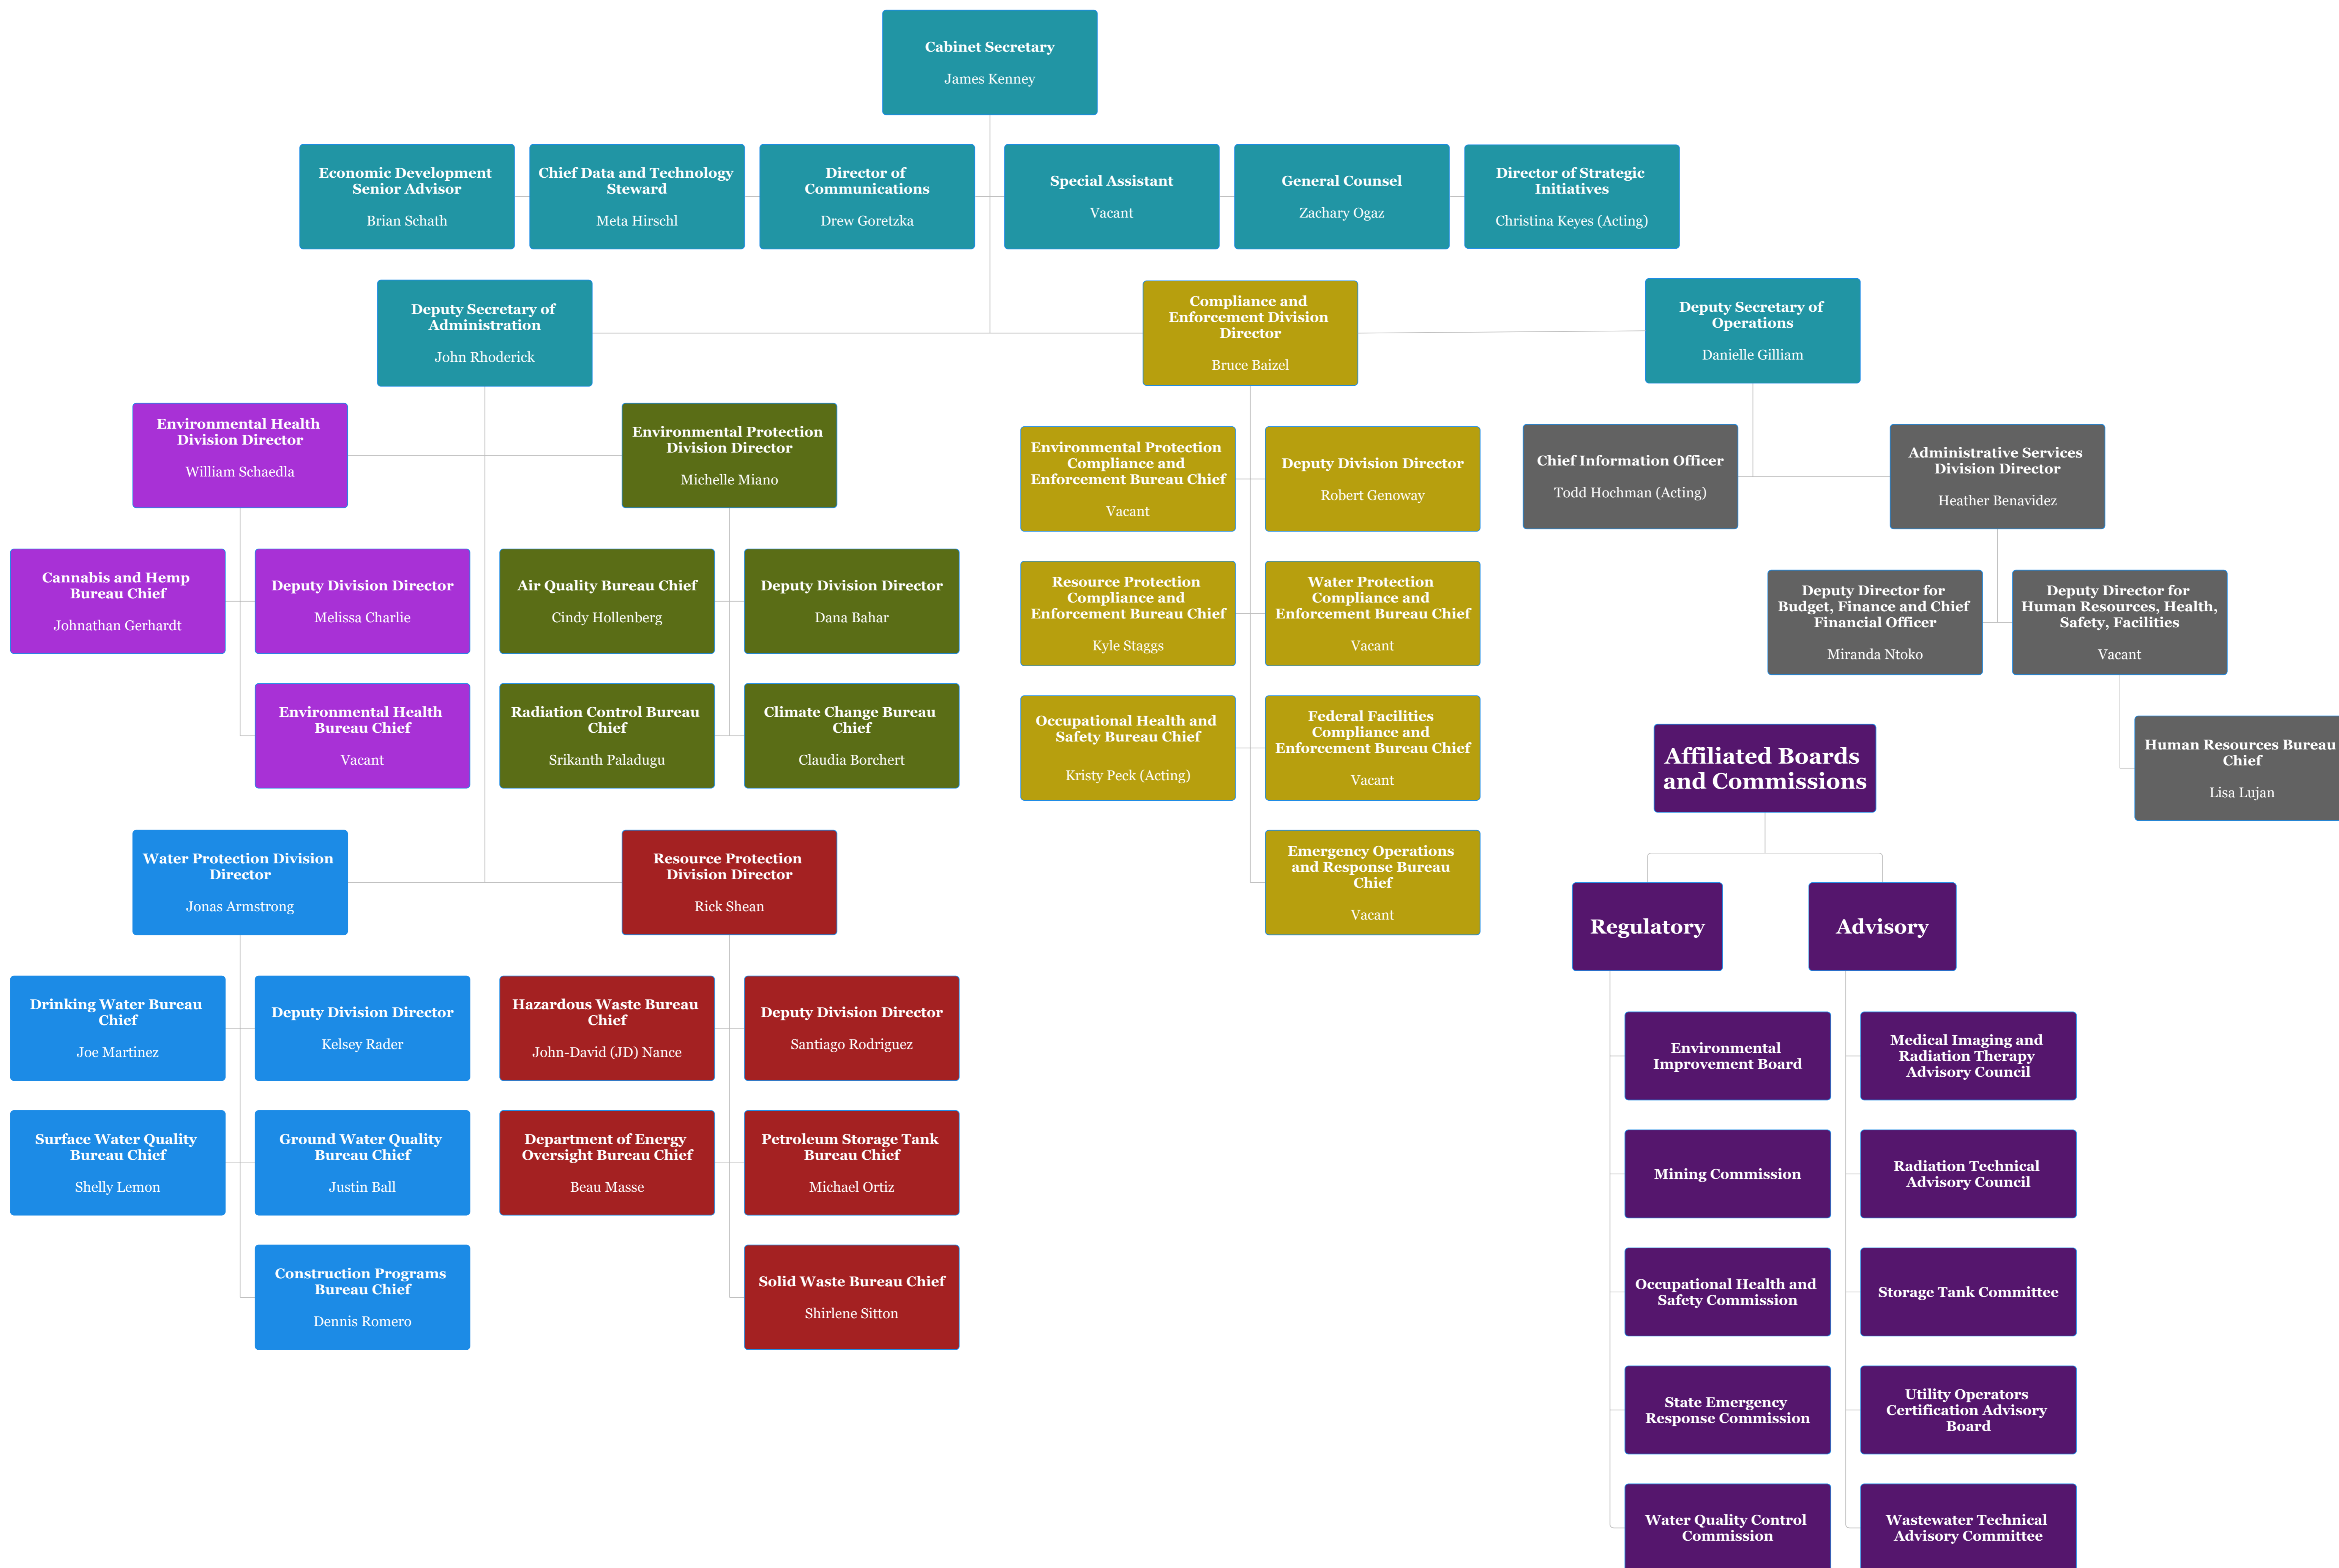 Cabinet Secretary
James Kenney
Economic Development
Senior Advisor
Brian Schath
Chief Data and Technology
Steward
Meta Hirschl
Director of
Communications
Drew Goretzka
Special Assistant
Vacant
General Counsel
Zachary Ogaz
Director of Strategic
Initiatives
Christina Keyes (Acting)
Deputy Secretary of
Administration
John Rhoderick
Compliance and
Enforcement Division
Director
Bruce Baizel
Deputy Secretary of
Operations
Danielle Gilliam
Environmental Health
Division Director
William Schaedla
Environmental Protection
Division Director
Michelle Miano
Cannabis and Hemp
Bureau Chief
Johnathan Gerhardt
Deputy Division Director
Melissa Charlie
Environmental Health
Bureau Chief
Vacant
Air Quality Bureau Chief
Cindy Hollenberg
Deputy Division Director
Dana Bahar
Radiation Control Bureau
Chief
Srikanth Paladugu
Climate Change Bureau
Chief
Claudia Borchert
Water Protection Division
Director
Jonas Armstrong
Resource Protection
Division Director
Rick Shean
Drinking Water Bureau
Chief
Joe Martinez
Deputy Division Director
Kelsey Rader
Surface Water Quality
Bureau Chief
Shelly Lemon
Ground Water Quality
Bureau Chief
Justin Ball
Construction Programs
Bureau Chief
Dennis Romero
Hazardous Waste Bureau
Chief
John-David (JD) Nance
Deputy Division Director
Santiago Rodriguez
Department of Energy
Oversight Bureau Chief
Beau Masse
Petroleum Storage Tank
Bureau Chief
Michael Ortiz
Solid Waste Bureau Chief
Shirlene Sitton
Environmental Protection
Compliance and
Enforcement Bureau Chief
Vacant
Deputy Division Director
Robert Genoway
Resource Protection
Compliance and
Enforcement Bureau Chief
Kyle Staggs
Water Protection
Compliance and
Enforcement Bureau Chief
Vacant
Occupational Health and
Safety Bureau Chief
Kristy Peck (Acting)
Federal Facilities
Compliance and
Enforcement Bureau Chief
Vacant
Emergency Operations
and Response Bureau
Chief
Vacant
Chief Information Officer
Todd Hochman (Acting)
Administrative Services
Division Director
Heather Benavidez
Deputy Director for
Budget, Finance and Chief
Financial Officer
Miranda Ntoko
Deputy Director for
Human Resources, Health,
Safety, Facilities
Vacant
Human Resources Bureau
Chief
Lisa Lujan
Affiliated Boards
and Commissions
Regulatory
Environmental
Improvement Board
Mining Commission
Occupational Health and
Safety Commission
State Emergency
Response Commission
Water Quality Control
Commission
Advisory
Medical Imaging and
Radiation Therapy
Advisory Council
Radiation Technical
Advisory Council
Storage Tank Committee
Utility Operators
Certification Advisory
Board
Wastewater Technical
Advisory Committee